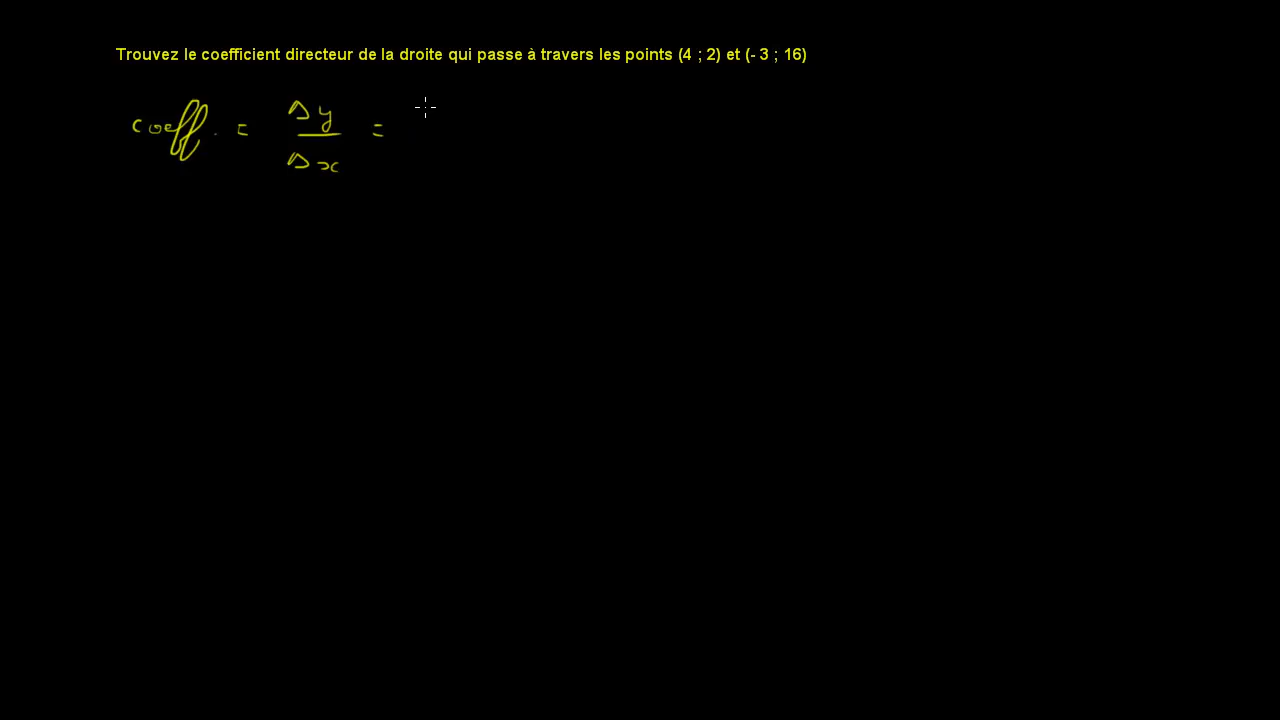 Trouvez le coefficient directeur de la droite qui passe à travers les points (4 ; 2) et (- 3 ; 16)
coeff. = Δy / Δx =